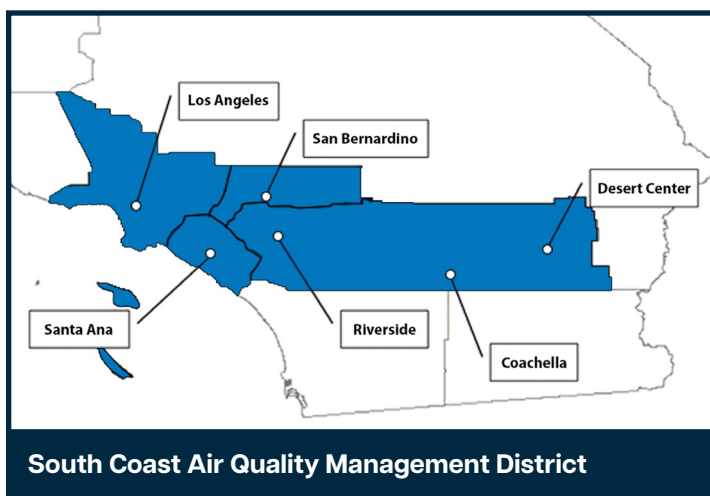 Los Angeles
San Bernardino
Desert Center
Santa Ana
Riverside
Coachella
South Coast Air Quality Management District